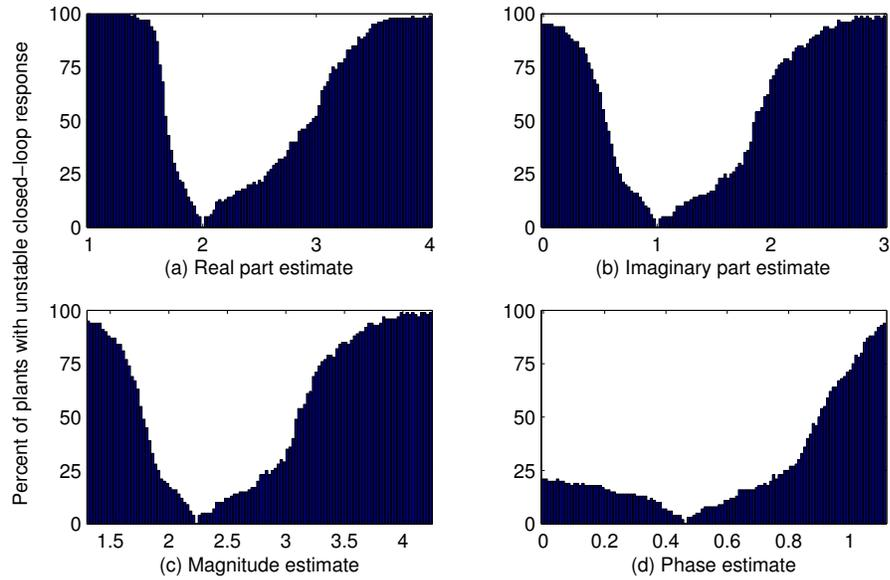 Percent of plants with unstable closed-loop response
100
75
50
25
0
1 2 3 4
(a) Real part estimate
100
75
50
25
0
0 1 2 3
(b) Imaginary part estimate
100
75
50
25
0
1.5 2 2.5 3 3.5 4
(c) Magnitude estimate
100
75
50
25
0
0 0.2 0.4 0.6 0.8 1
(d) Phase estimate